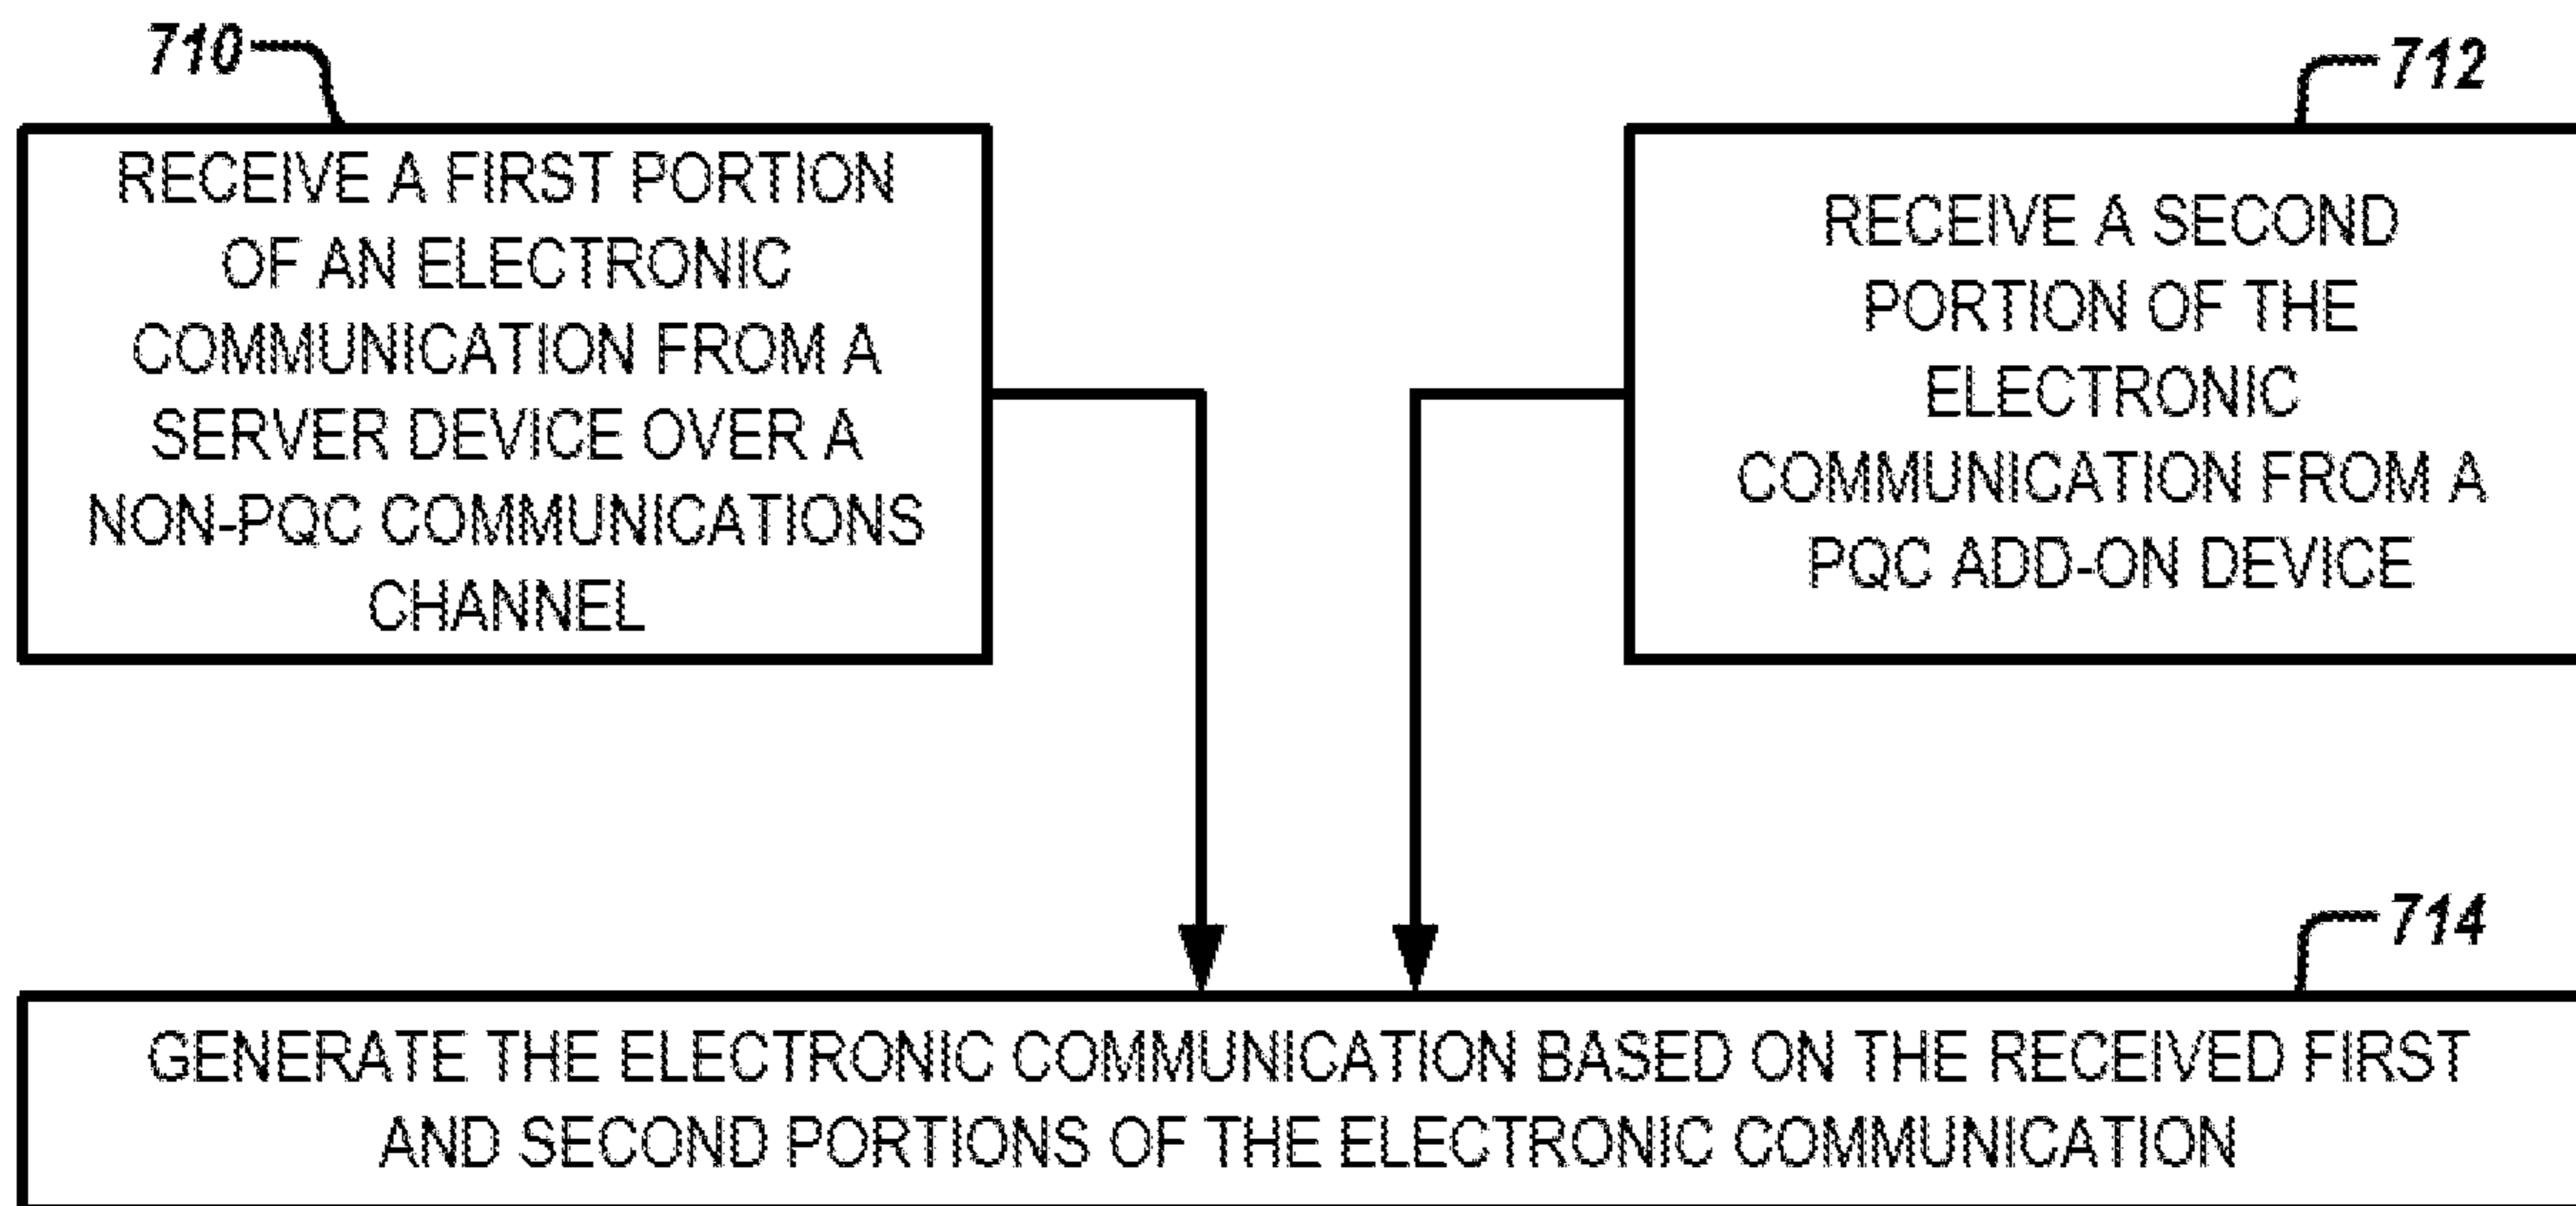 710
RECEIVE A FIRST PORTION
OF AN ELECTRONIC
COMMUNICATION FROM A
SERVER DEVICE OVER A
NON-PQC COMMUNICATIONS
CHANNEL
712
RECEIVE A SECOND
PORTION OF THE
ELECTRONIC
COMMUNICATION FROM A
PQC ADD-ON DEVICE
714
GENERATE THE ELECTRONIC COMMUNICATION BASED ON THE RECEIVED FIRST
AND SECOND PORTIONS OF THE ELECTRONIC COMMUNICATION